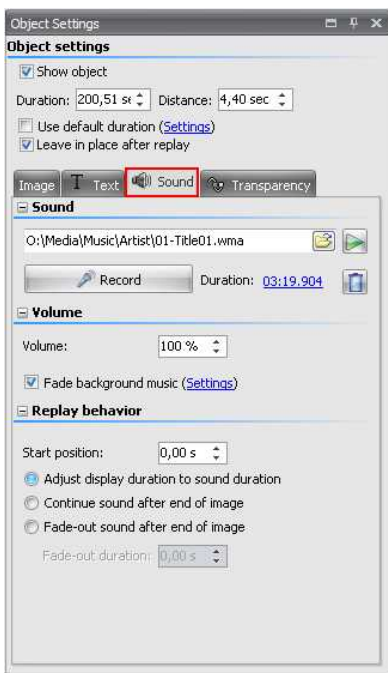 Object Settings
Object settings
Show object
Duration: 200,51 se Distance: 4,40 sec
Use default duration (Settings)
Leave in place after replay
Image T Text Sound Transparency
Sound
O:\Media\Music\Artist\01-Title01.wma
Record Duration: 03:19.904
Volume
Volume: 100 %
Fade background music (Settings)
Replay behavior
Start position: 0,00 s
Adjust display duration to sound duration
Continue sound after end of image
Fade-out sound after end of image
Fade-out duration: 0,00 s